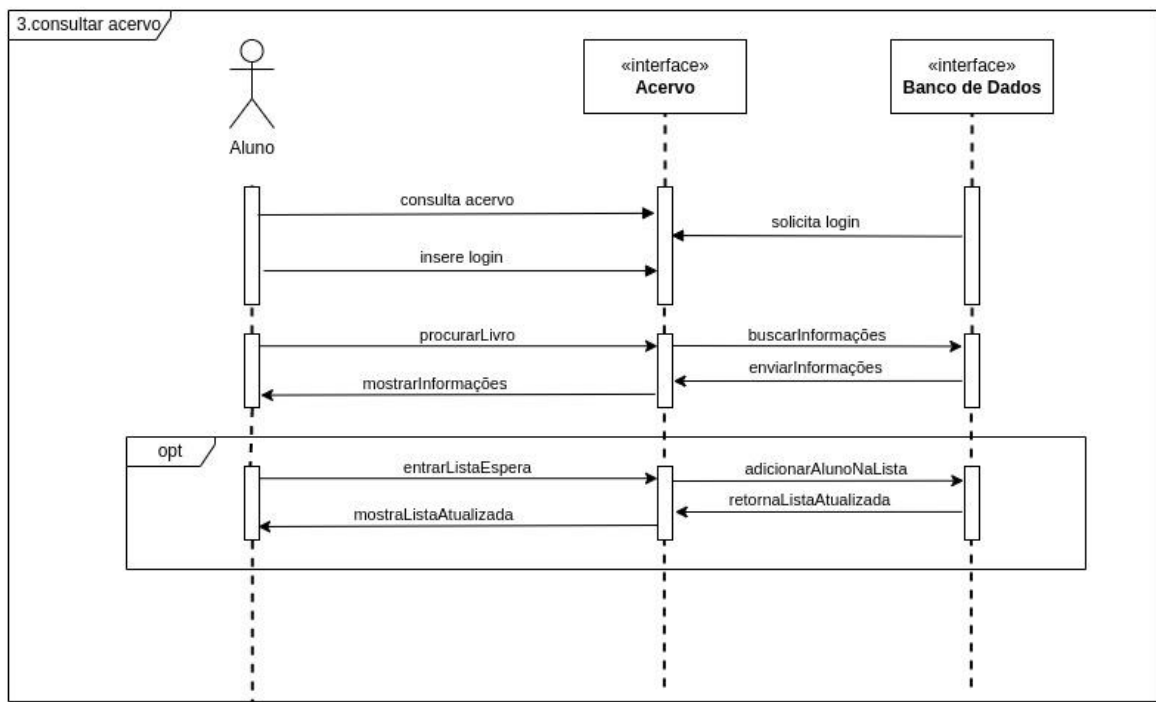 3.consultar acervo
«interface»
Acervo
«interface»
Banco de Dados
Aluno
consulta acervo
solicita login
insere login
procurarLivro
buscarInformações
enviarInformações
mostrarInformações
opt
entrarListaEspera
adicionarAlunoNaLista
retornaListaAtualizada
mostraListaAtualizada